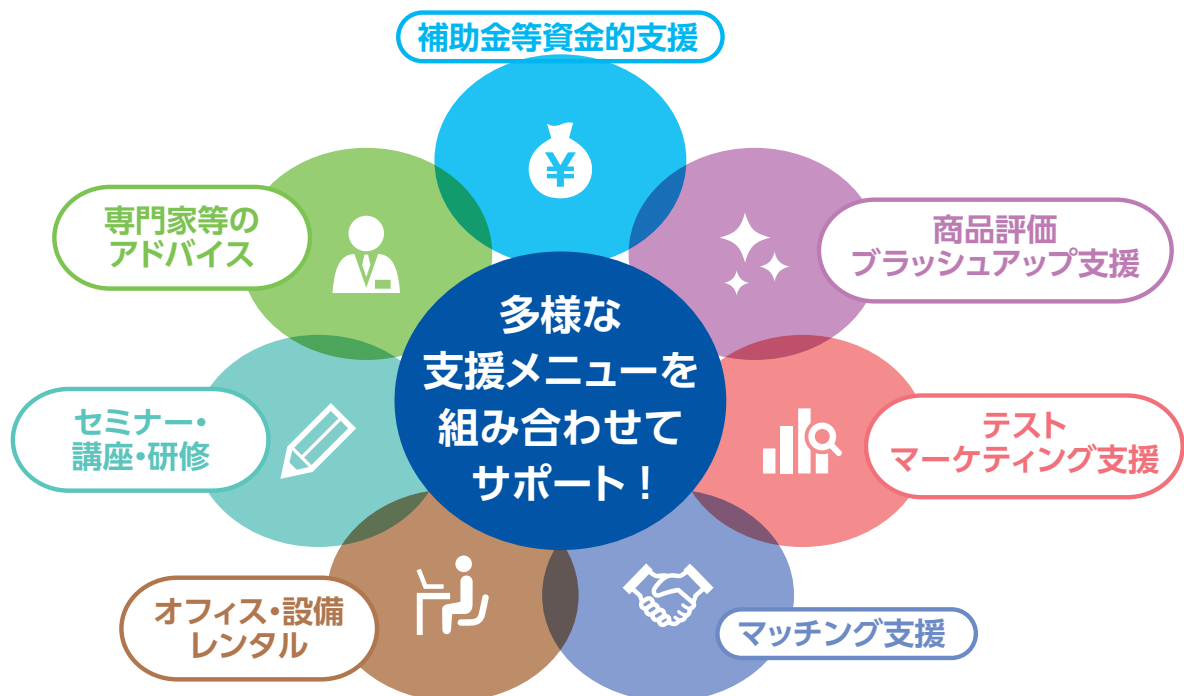 補助金等資金的支援
専門家等の
アドバイス
商品評価
ブラッシュアップ支援
多様な
支援メニューを
組み合わせて
サポート！
セミナー・
講座・研修
テスト
マーケティング支援
オフィス・設備
レンタル
マッチング支援
¥